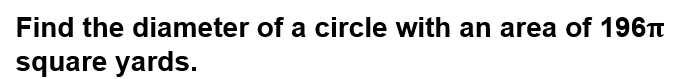 Find the diameter of a circle with an area of 196π
square yards.